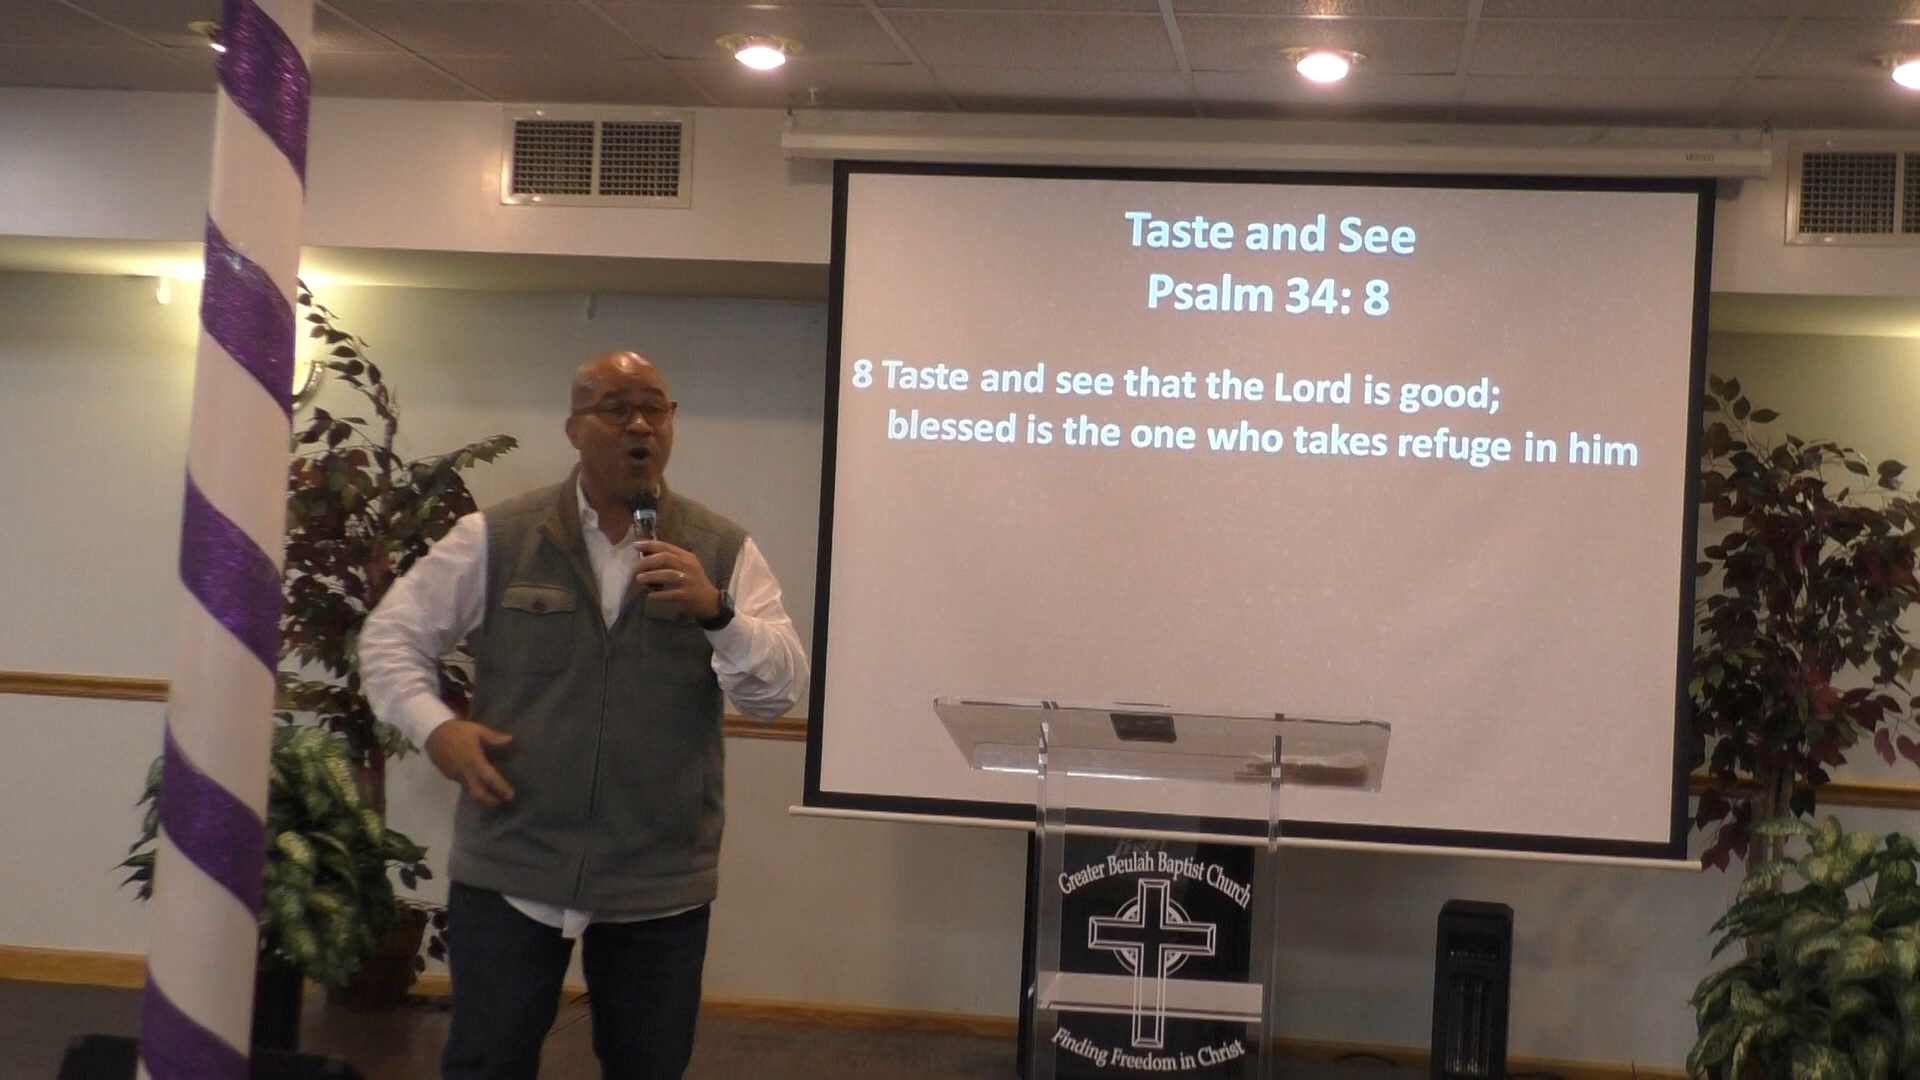 Taste and See
Psalm 34: 8
8 Taste and see that the Lord is good;
blessed is the one who takes refuge in him
Greater Beulah Baptist Church
Finding Freedom in Christ